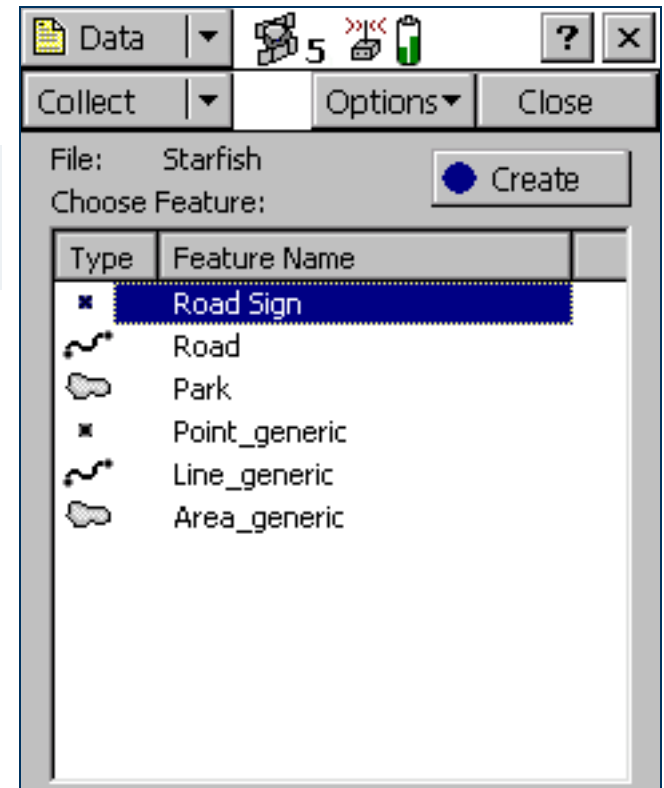 Data 5 ? ×
Collect Options Close
File: Starfish Create
Choose Feature:
Type Feature Name
Road Sign
Road
Park
Point_generic
Line_generic
Area_generic